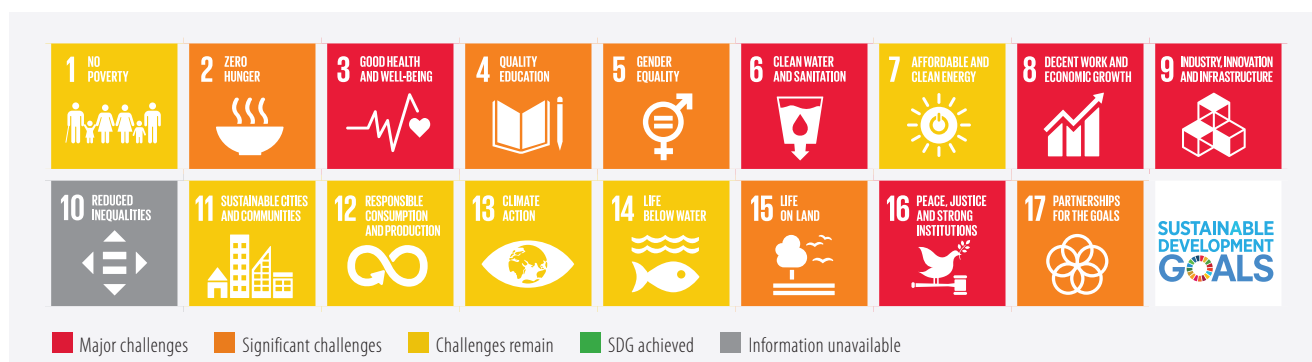 1 NO
POVERTY
2 ZERO
HUNGER
3 GOOD HEALTH
AND WELL-BEING
4 QUALITY
EDUCATION
5 GENDER
EQUALITY
6 CLEAN WATER
AND SANITATION
7 AFFORDABLE AND
CLEAN ENERGY
8 DECENT WORK AND
ECONOMIC GROWTH
9 INDUSTRY, INNOVATION
AND INFRASTRUCTURE
10 REDUCED
INEQUALITIES
11 SUSTAINABLE CITIES
AND COMMUNITIES
12 RESPONSIBLE
CONSUMPTION
AND PRODUCTION
13 CLIMATE
ACTION
14 LIFE
BELOW WATER
15 LIFE
ON LAND
16 PEACE, JUSTICE
AND STRONG
INSTITUTIONS
17 PARTNERSHIPS
FOR THE GOALS
SUSTAINABLE
DEVELOPMENT
GOALS
Major challenges
Significant challenges
Challenges remain
SDG achieved
Information unavailable